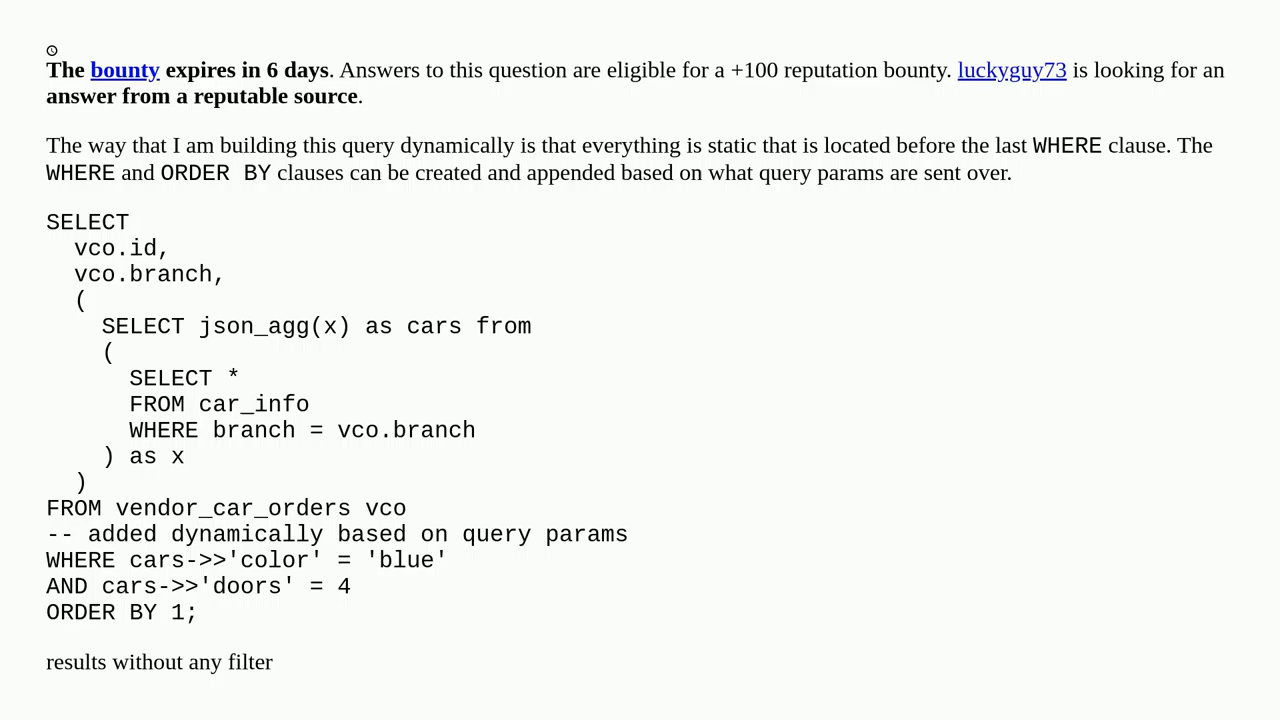 The bounty expires in 6 days. Answers to this question are eligible for a +100 reputation bounty. luckyguy73 is looking for an
answer from a reputable source.
The way that I am building this query dynamically is that everything is static that is located before the last WHERE clause. The
WHERE and ORDER BY clauses can be created and appended based on what query params are sent over.
SELECT
  vco.id,
  vco.branch,
  (
    SELECT json_agg(x) as cars from
    (
      SELECT *
      FROM car_info
      WHERE branch = vco.branch
    ) as x
  )
FROM vendor_car_orders vco
-- added dynamically based on query params
WHERE cars->>'color' = 'blue'
AND cars->>'doors' = 4
ORDER BY 1;
results without any filter